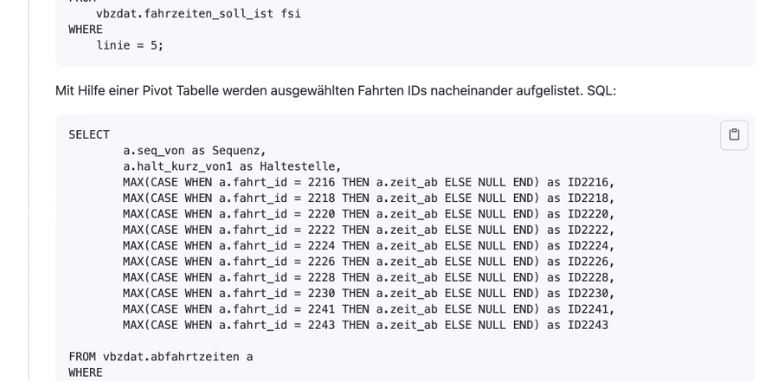 FROM
vbzdat.fahrzeiten_soll_ist fsi
WHERE
linie = 5;
Mit Hilfe einer Pivot Tabelle werden ausgewählten Fahrten IDs nacheinander aufgelistet. SQL:
SELECT
a.seq_von as Sequenz,
a.halt_kurz_von1 as Haltestelle,
MAX(CASE WHEN a.fahrt_id = 2216 THEN a.zeit_ab ELSE NULL END) as ID2216,
MAX(CASE WHEN a.fahrt_id = 2218 THEN a.zeit_ab ELSE NULL END) as ID2218,
MAX(CASE WHEN a.fahrt_id = 2220 THEN a.zeit_ab ELSE NULL END) as ID2220,
MAX(CASE WHEN a.fahrt_id = 2222 THEN a.zeit_ab ELSE NULL END) as ID2222,
MAX(CASE WHEN a.fahrt_id = 2224 THEN a.zeit_ab ELSE NULL END) as ID2224,
MAX(CASE WHEN a.fahrt_id = 2226 THEN a.zeit_ab ELSE NULL END) as ID2226,
MAX(CASE WHEN a.fahrt_id = 2228 THEN a.zeit_ab ELSE NULL END) as ID2228,
MAX(CASE WHEN a.fahrt_id = 2230 THEN a.zeit_ab ELSE NULL END) as ID2230,
MAX(CASE WHEN a.fahrt_id = 2241 THEN a.zeit_ab ELSE NULL END) as ID2241,
MAX(CASE WHEN a.fahrt_id = 2243 THEN a.zeit_ab ELSE NULL END) as ID2243
FROM vbzdat.abfahrtzeiten a
WHERE